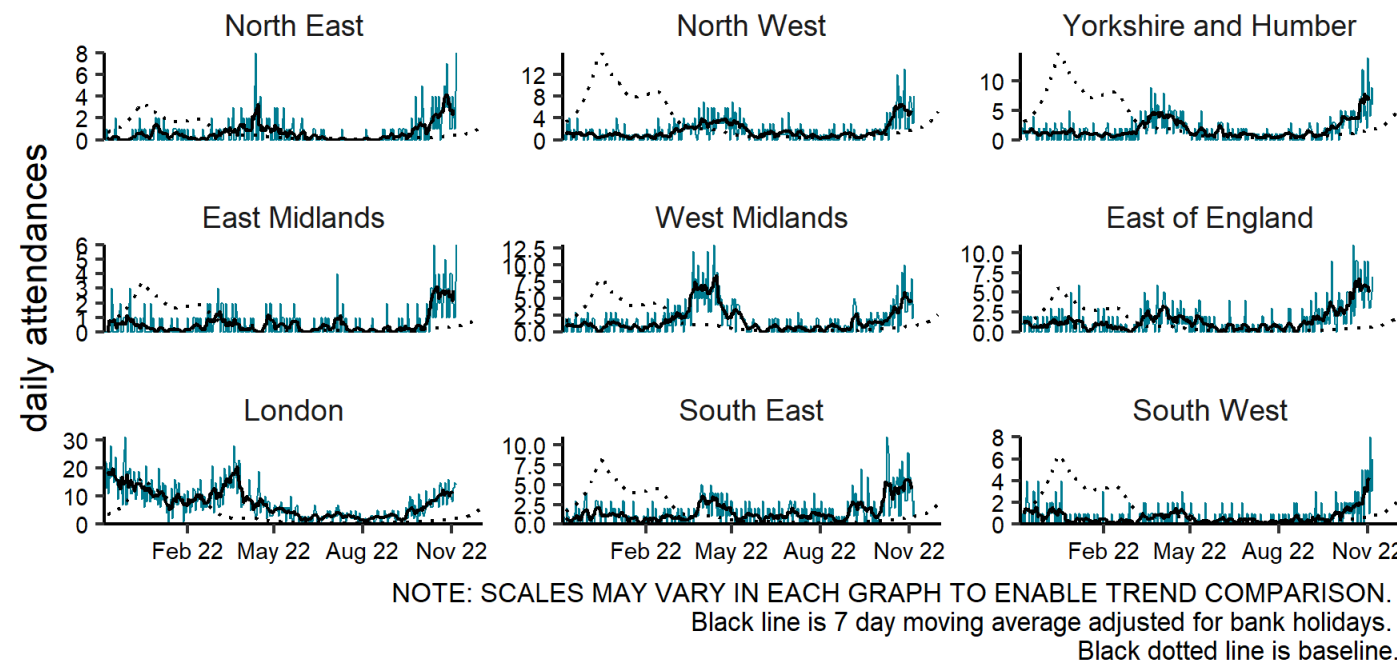 North East
North West
Yorkshire and Humber
8
6
4
2
0
12
8
4
0
10
5
0
daily attendances
East Midlands
West Midlands
East of England
6
5
4
3
2
1
0
12.5
10.0
7.5
5.0
2.5
0.0
10.0
7.5
5.0
2.5
0.0
London
South East
South West
30
20
10
0
10.0
7.5
5.0
2.5
0.0
8
6
4
2
0
Feb 22 May 22 Aug 22 Nov 22
Feb 22 May 22 Aug 22 Nov 22
Feb 22 May 22 Aug 22 Nov 22
NOTE: SCALES MAY VARY IN EACH GRAPH TO ENABLE TREND COMPARISON.
Black line is 7 day moving average adjusted for bank holidays.
Black dotted line is baseline.